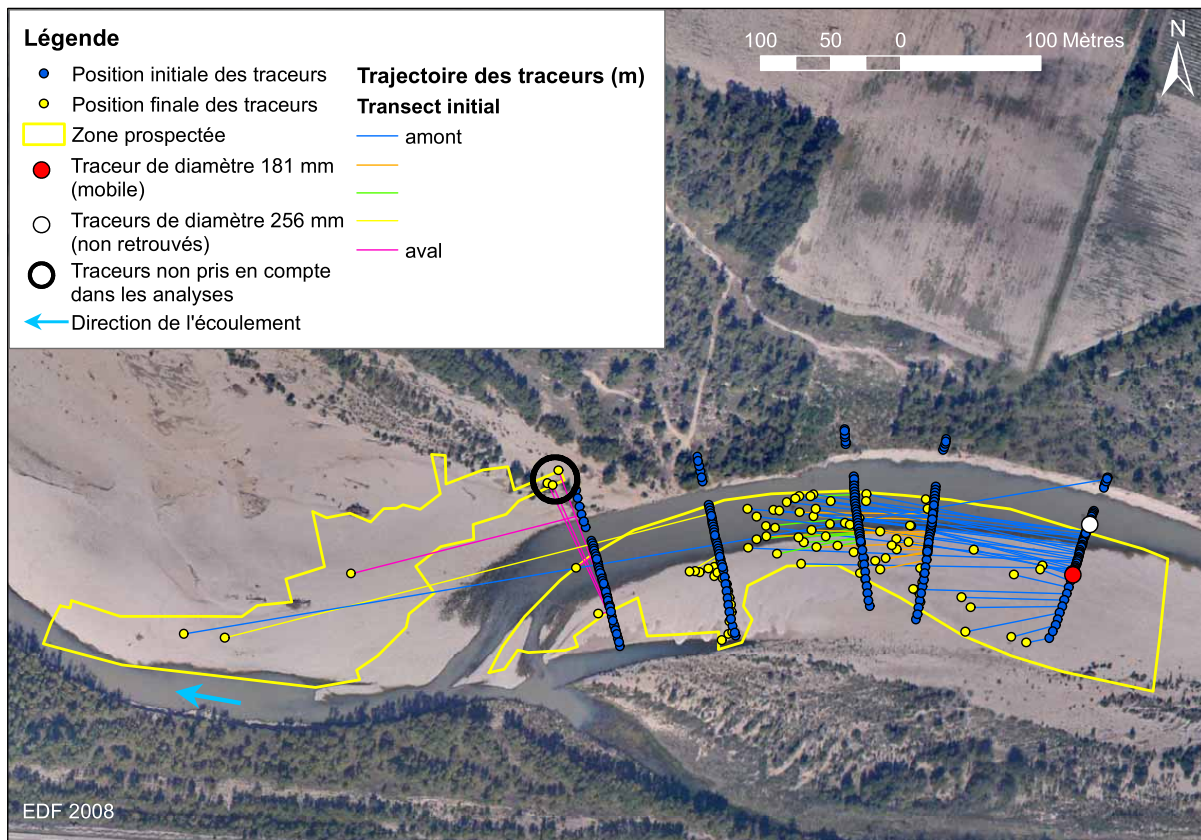 Légende
Position initiale des traceurs
Position finale des traceurs
Zone prospectée
Traceur de diamètre 181 mm
(mobile)
Traceurs de diamètre 256 mm
(non retrouvés)
Traceurs non pris en compte
dans les analyses
Direction de l'écoulement
Trajectoire des traceurs (m)
Transect initial
amont
aval
100 50 0 100 Mètres
N
EDF 2008